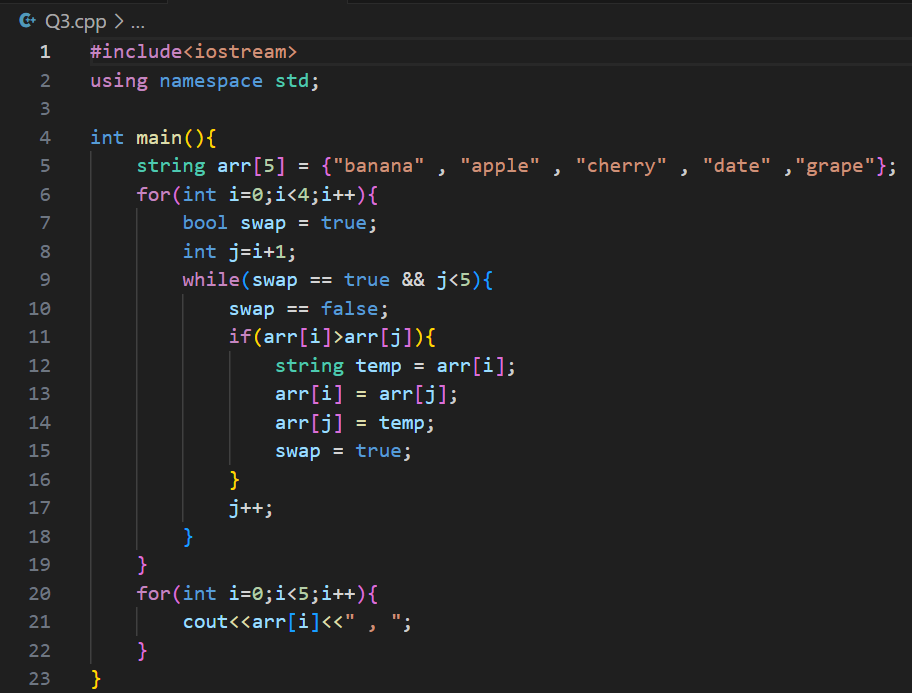 Q3.cpp > ...
1 #include<iostream>
2 using namespace std;
3
4 int main(){
5     string arr[5] = {"banana" , "apple" , "cherry" , "date" ,"grape"};
6     for(int i=0;i<4;i++){
7         bool swap = true;
8         int j=i+1;
9         while(swap == true && j<5){
10             swap == false;
11             if(arr[i]>arr[j]){
12                 string temp = arr[i];
13                 arr[i] = arr[j];
14                 arr[j] = temp;
15                 swap = true;
16             }
17             j++;
18         }
19     }
20     for(int i=0;i<5;i++){
21         cout<<arr[i]<<" , ";
22     }
23 }